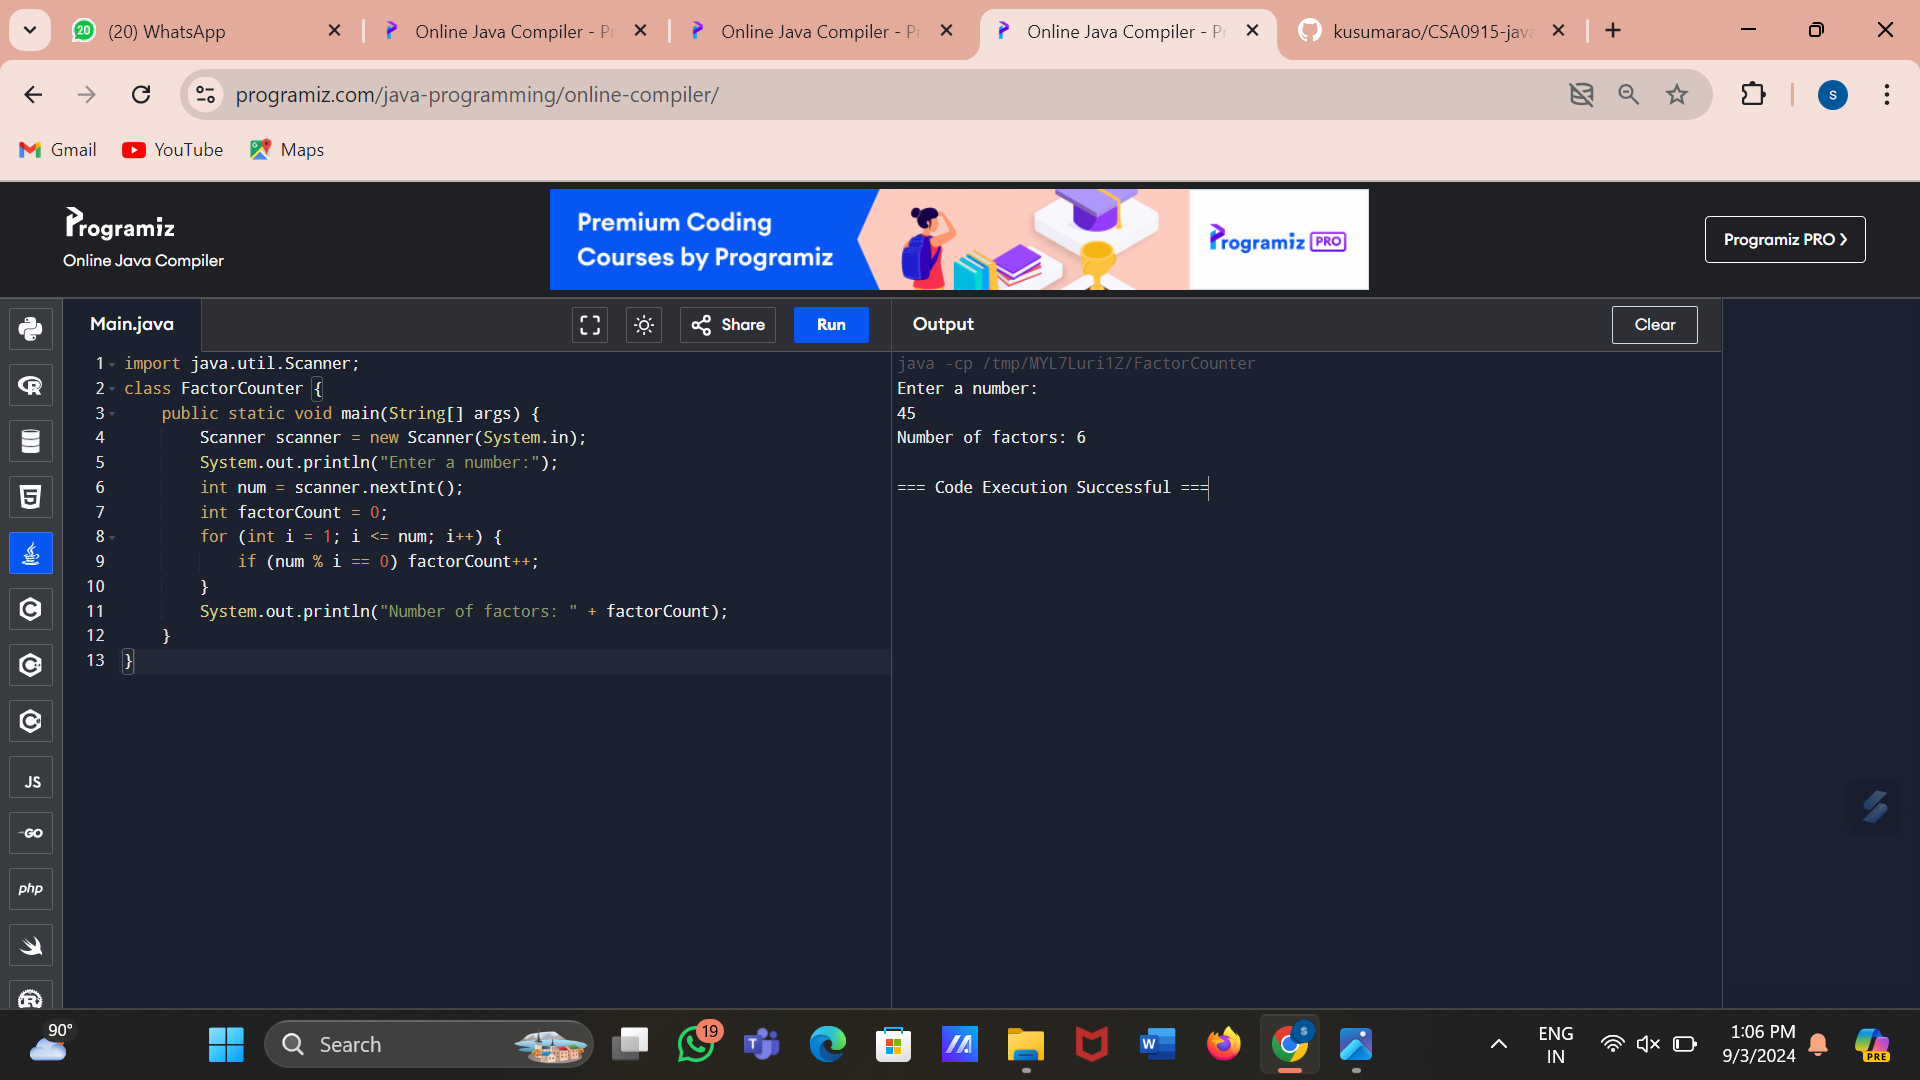 (20) WhatsApp
Online Java Compiler - Pr
Online Java Compiler - Pr
Online Java Compiler - Pr
kusumarao/CSA0915-java
programiz.com/java-programming/online-compiler/
s
Gmail
YouTube
Maps
Programiz
Online Java Compiler
Premium Coding
Courses by Programiz
Programiz PRO
Programiz PRO ❯
Main.java
Share
Run
Output
Clear
1 import java.util.Scanner;
2 class FactorCounter {
3     public static void main(String[] args) {
4         Scanner scanner = new Scanner(System.in);
5         System.out.println("Enter a number:");
6         int num = scanner.nextInt();
7         int factorCount = 0;
8         for (int i = 1; i <= num; i++) {
9             if (num % i == 0) factorCount++;
10         }
11         System.out.println("Number of factors: " + factorCount);
12     }
13 }
java -cp /tmp/MYL7Luri1Z/FactorCounter
Enter a number:
45
Number of factors: 6
=== Code Execution Successful ===
JS
GO
php
90°
Search
19
ENG
IN
1:06 PM
9/3/2024
PRE